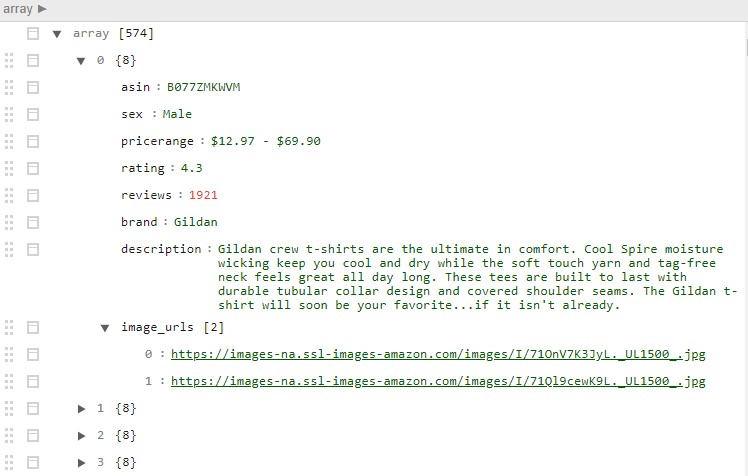 array ▶
▼ array [574]
▼ 0 {8}
asin : B077ZMKWVM
sex : Male
pricerange : $12.97 - $69.90
rating : 4.3
reviews : 1921
brand : Gildan
description : Gildan crew t-shirts are the ultimate in comfort. Cool Spire moisture
wicking keep you cool and dry while the soft touch yarn and tag-free
neck feels great all day long. These tees are built to last with
durable tubular collar design and covered shoulder seams. The Gildan t-
shirt will soon be your favorite...if it isn't already.
▼ image_urls [2]
0 : https://images-na.ssl-images-amazon.com/images/I/71OnV7K3JyL._UL1500_.jpg
1 : https://images-na.ssl-images-amazon.com/images/I/71Ql9cewK9L._UL1500_.jpg
▶ 1 {8}
▶ 2 {8}
▶ 3 {8}